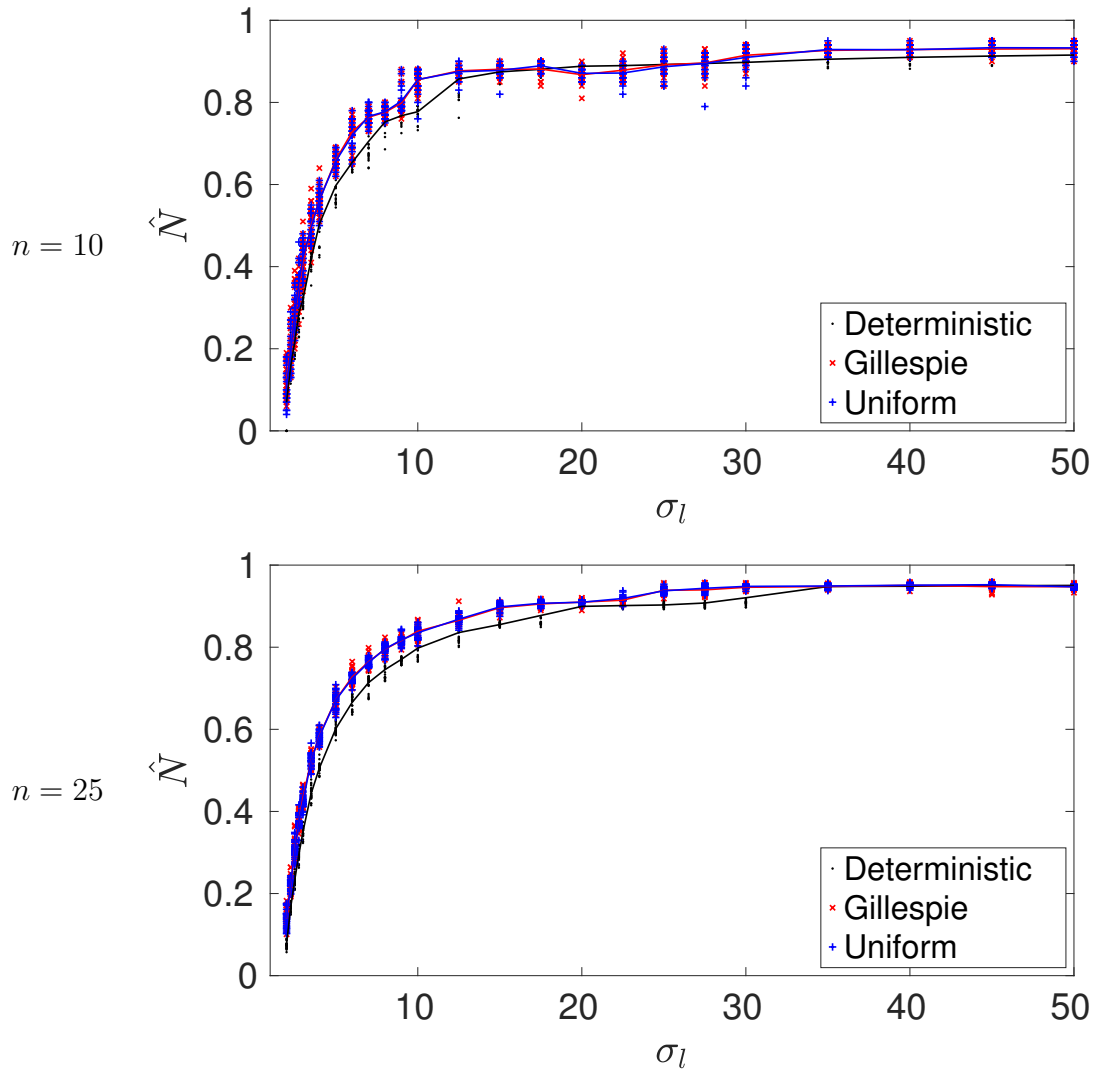 1
0.8
0.6
0.4
0.2
0
N̂
n = 10
10 20 30 40 50
σ_l
Deterministic
Gillespie
Uniform
1
0.8
0.6
0.4
0.2
0
N̂
n = 25
10 20 30 40 50
σ_l
Deterministic
Gillespie
Uniform